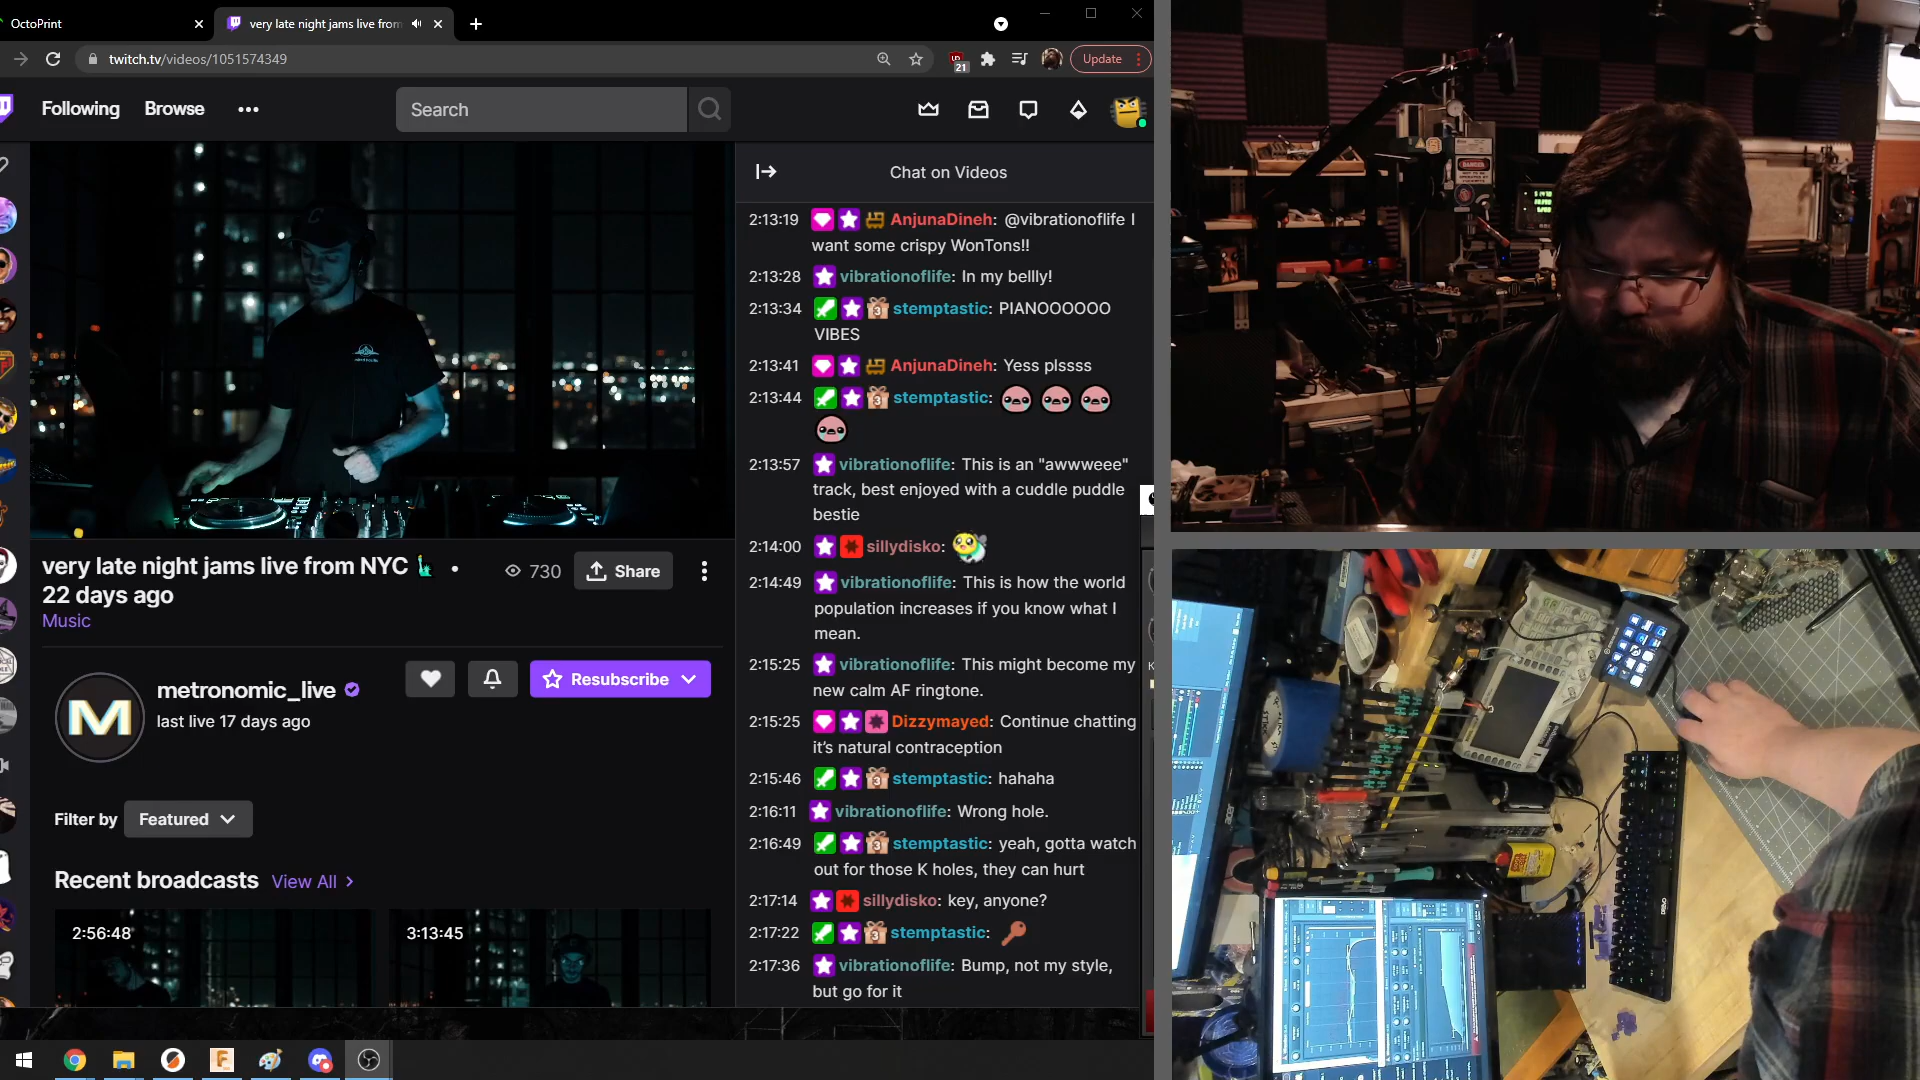 OctoPrint
very late night jams live from
twitch.tv/videos/1051574349
21
Update
Following
Browse
Search
Chat on Videos
2:13:19 AnjunaDineh: @vibrationoflife I
want some crispy WonTons!!
2:13:28 vibrationoflife: In my bellly!
2:13:34 3 stemptastic: PIANOOOOOO
VIBES
2:13:41 AnjunaDineh: Yess plssss
2:13:44 3 stemptastic:
2:13:57 vibrationoflife: This is an "awwweee"
track, best enjoyed with a cuddle puddle
bestie
2:14:00 sillydisko:
2:14:49 vibrationoflife: This is how the world
population increases if you know what I
mean.
2:15:25 vibrationoflife: This might become my
new calm AF ringtone.
2:15:25 Dizzymayed: Continue chatting
it's natural contraception
2:15:46 3 stemptastic: hahaha
2:16:11 vibrationoflife: Wrong hole.
2:16:49 3 stemptastic: yeah, gotta watch
out for those K holes, they can hurt
2:17:14 sillydisko: key, anyone?
2:17:22 3 stemptastic:
2:17:36 vibrationoflife: Bump, not my style,
but go for it
very late night jams live from NYC •
22 days ago
730
Share
Music
M
metronomic_live
last live 17 days ago
Resubscribe
Filter by
Featured
Recent broadcasts
View All
2:56:48
3:13:45
DANGER